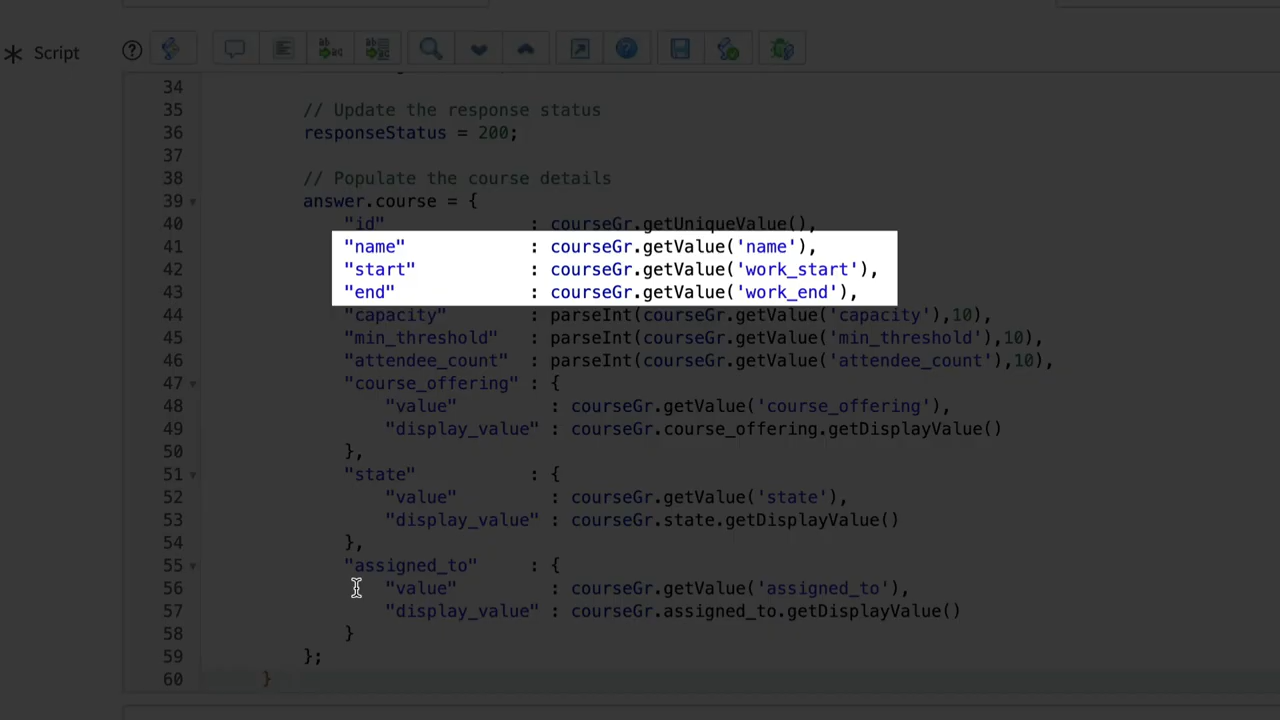 * Script
34
35 // Update the response status
36 responseStatus = 200;
37
38 // Populate the course details
39 answer.course = {
40 "id" : courseGr.getUniqueValue(),
41 "name" : courseGr.getValue('name'),
42 "start" : courseGr.getValue('work_start'),
43 "end" : courseGr.getValue('work_end'),
44 "capacity" : parseInt(courseGr.getValue('capacity'),10),
45 "min_threshold" : parseInt(courseGr.getValue('min_threshold'),10),
46 "attendee_count" : parseInt(courseGr.getValue('attendee_count'),10),
47 "course_offering" : {
48 "value" : courseGr.getValue('course_offering'),
49 "display_value" : courseGr.course_offering.getDisplayValue()
50 },
51 "state" : {
52 "value" : courseGr.getValue('state'),
53 "display_value" : courseGr.state.getDisplayValue()
54 },
55 "assigned_to" : {
56 "value" : courseGr.getValue('assigned_to'),
57 "display_value" : courseGr.assigned_to.getDisplayValue()
58 }
59 };
60 }